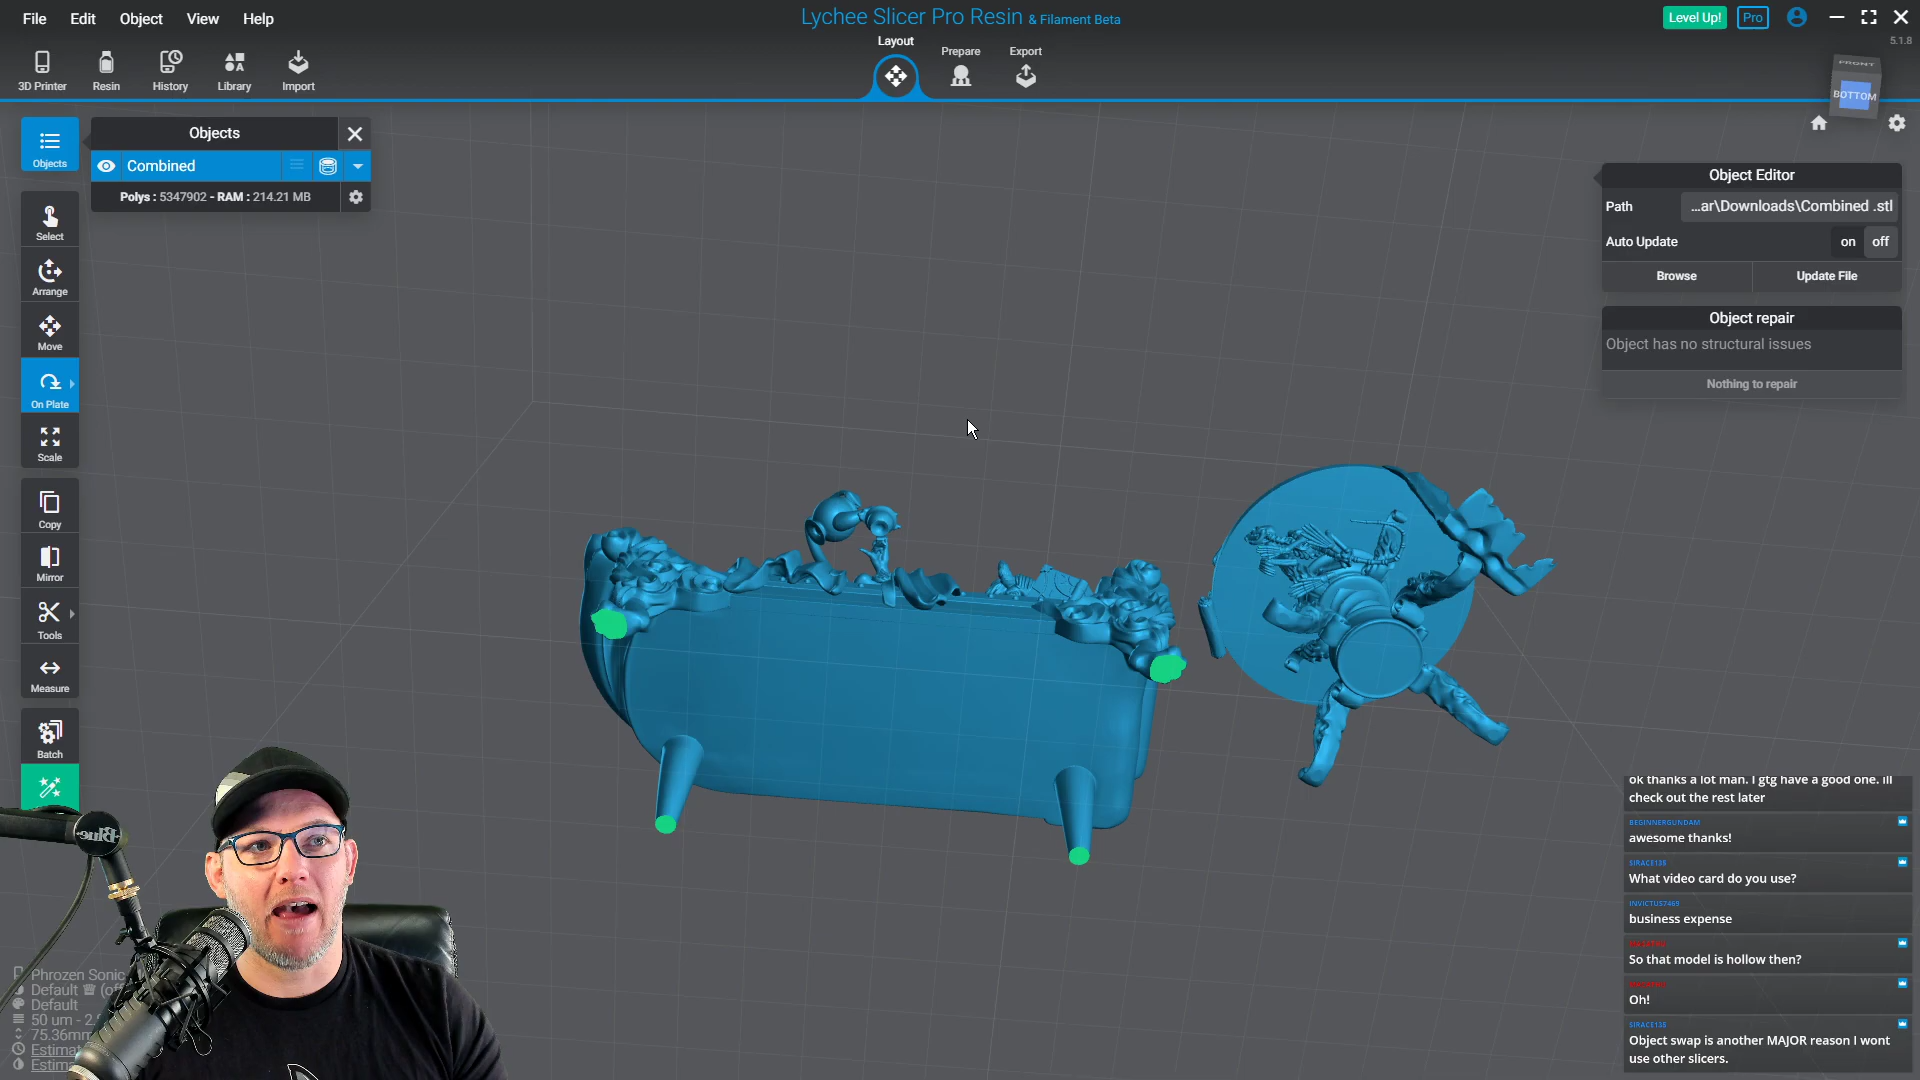 File Edit Object View Help
Lychee Slicer Pro Resin & Filament Beta
Level Up! Pro
5.1.8
3D Printer Resin History Library Import
Layout Prepare Export
FRONT
BOTTOM
Objects
Objects
Combined
Polys : 5347902 - RAM : 214.21 MB
Select
Arrange
Move
On Plate
Scale
Copy
Mirror
Tools
Measure
Batch
Object Editor
Path ...ar\Downloads\Combined .stl
Auto Update on off
Browse Update File
Object repair
Object has no structural issues
Nothing to repair
Blue
Phrozen Sonic
Default
Default
50 um
75.36mm
ok thanks a lot man. I gtg have a good one. ill
check out the rest later
BEGINNERGUNDAM
awesome thanks!
SIRACE135
What video card do you use?
INVICTUS7465
business expense
So that model is hollow then?
Oh!
SIRACE135
Object swap is another MAJOR reason I wont
use other slicers.